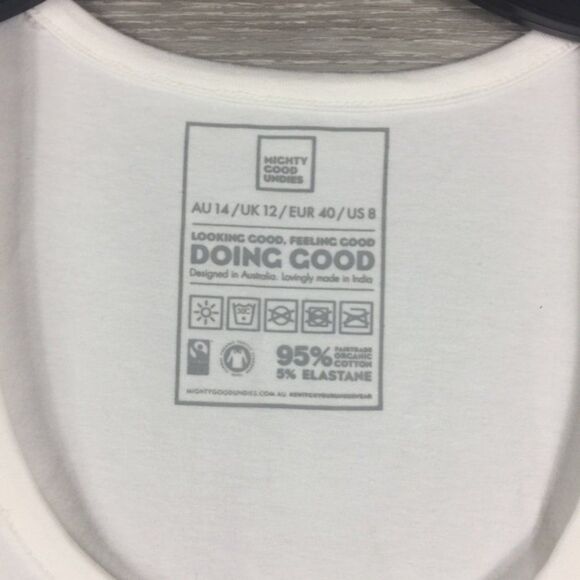 MIGHTY
GOOD
UNDIES
AU 14 / UK 12 / EUR 40 / US 8
LOOKING GOOD, FEELING GOOD
DOING GOOD
Designed in Australia. Lovingly made in India
95% FAIRTRADE
ORGANIC
COTTON
5% ELASTANE
MIGHTYGOODUNDIES.COM.AU